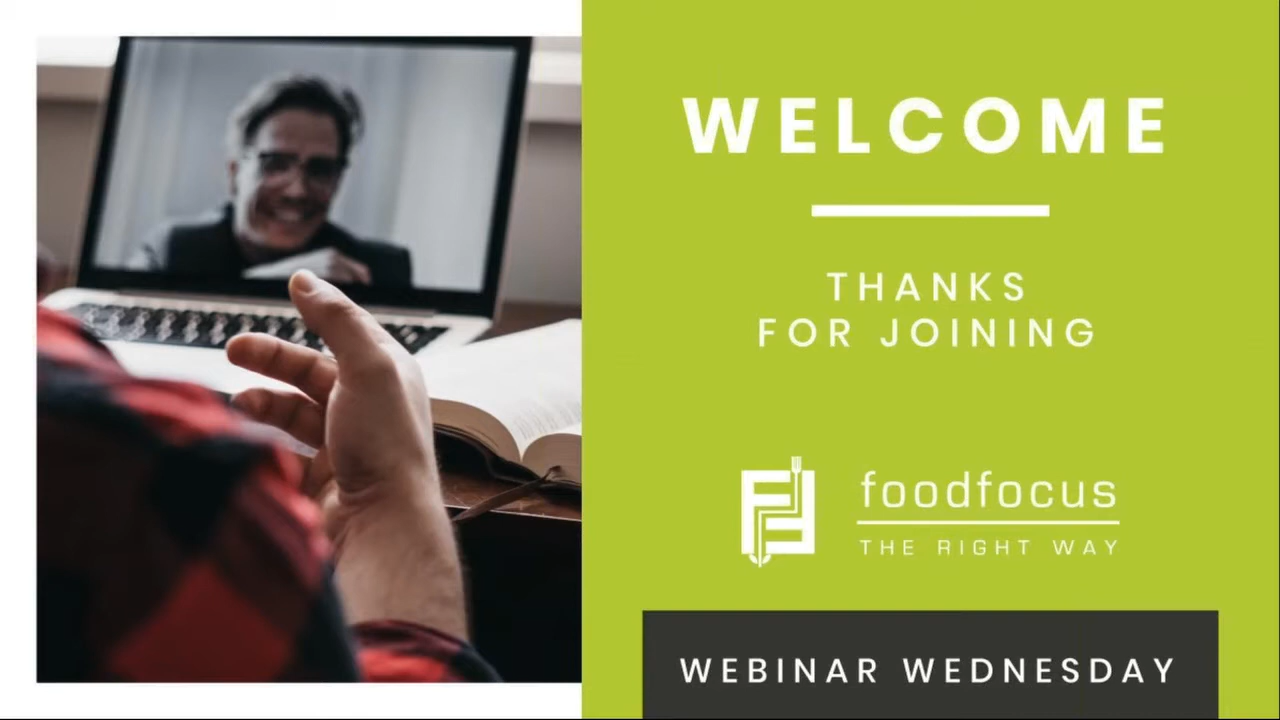 WELCOME
THANKS
FOR JOINING
foodfocus
THE RIGHT WAY
WEBINAR WEDNESDAY